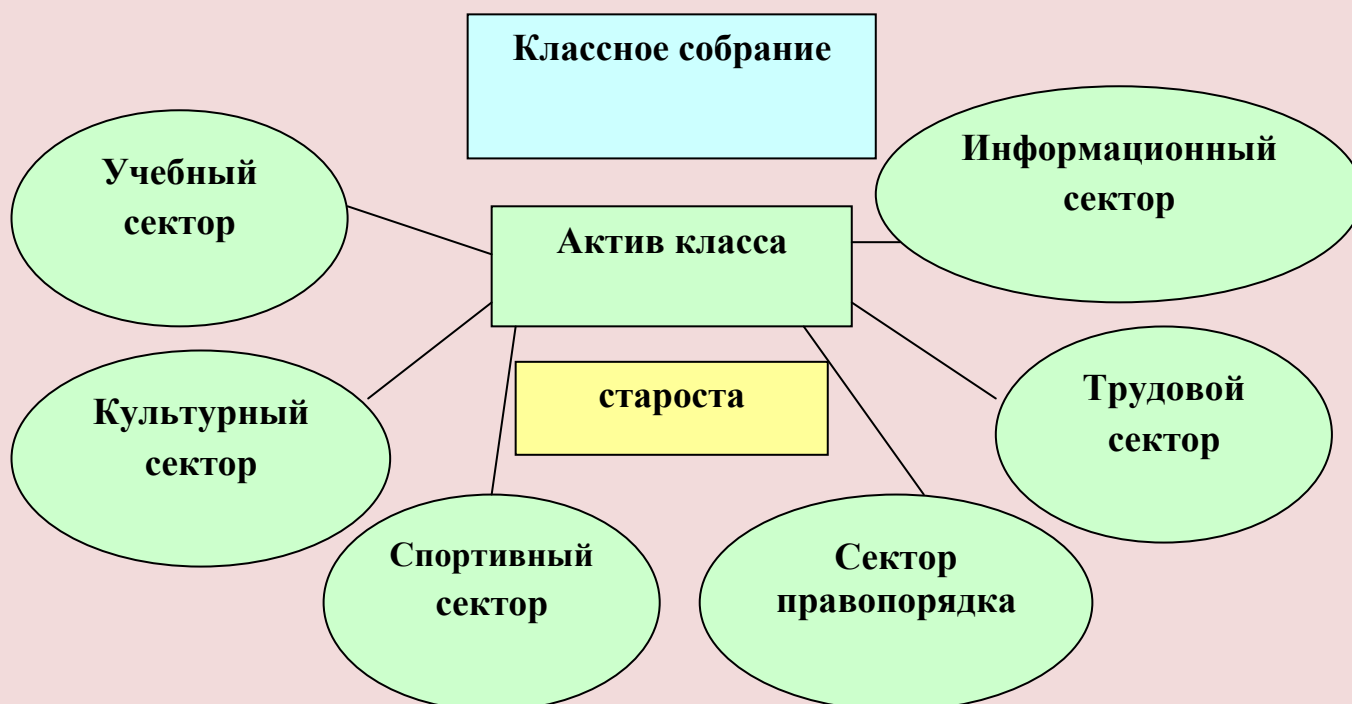 Классное собрание
Информационный
сектор
Учебный
сектор
Актив класса
староста
Трудовой
сектор
Культурный
сектор
Спортивный
сектор
Сектор
правопорядка